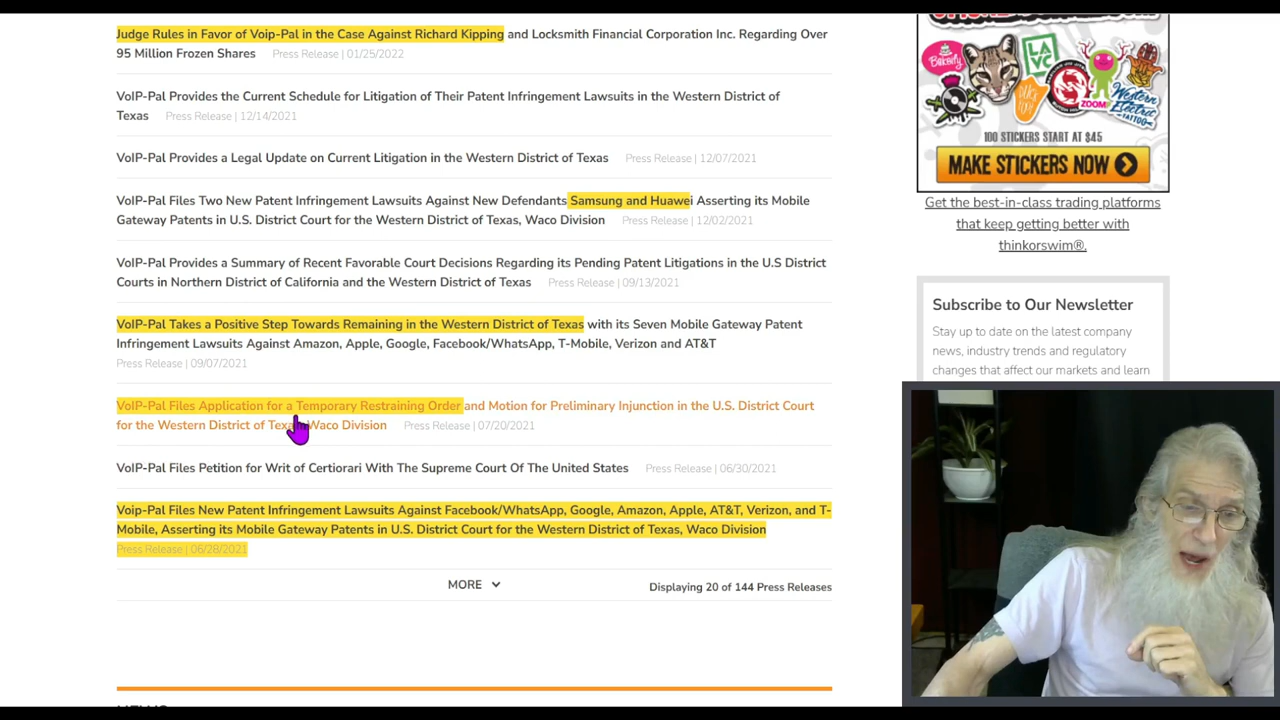 Judge Rules in Favor of Voip-Pal in the Case Against Richard Kipping and Locksmith Financial Corporation Inc. Regarding Over
95 Million Frozen Shares Press Release | 01/25/2022
VoIP-Pal Provides the Current Schedule for Litigation of Their Patent Infringement Lawsuits in the Western District of
Texas Press Release | 12/14/2021
VoIP-Pal Provides a Legal Update on Current Litigation in the Western District of Texas Press Release | 12/07/2021
VoIP-Pal Files Two New Patent Infringement Lawsuits Against New Defendants Samsung and Huawei Asserting its Mobile
Gateway Patents in U.S. District Court for the Western District of Texas, Waco Division Press Release | 12/02/2021
VoIP-Pal Provides a Summary of Recent Favorable Court Decisions Regarding its Pending Patent Litigations in the U.S District
Courts in Northern District of California and the Western District of Texas Press Release | 09/13/2021
VoIP-Pal Takes a Positive Step Towards Remaining in the Western District of Texas with its Seven Mobile Gateway Patent
Infringement Lawsuits Against Amazon, Apple, Google, Facebook/WhatsApp, T-Mobile, Verizon and AT&T
Press Release | 09/07/2021
VoIP-Pal Files Application for a Temporary Restraining Order and Motion for Preliminary Injunction in the U.S. District Court
for the Western District of Texas Waco Division Press Release | 07/20/2021
VoIP-Pal Files Petition for Writ of Certiorari With The Supreme Court Of The United States Press Release | 06/30/2021
Voip-Pal Files New Patent Infringement Lawsuits Against Facebook/WhatsApp, Google, Amazon, Apple, AT&T, Verizon, and T-
Mobile, Asserting its Mobile Gateway Patents in U.S. District Court for the Western District of Texas, Waco Division
Press Release | 06/28/2021
MORE Displaying 20 of 144 Press Releases
Bakery
LAVC
ZOOM
Western
Electric
TATTOO
100 STICKERS START AT $45
MAKE STICKERS NOW
Get the best-in-class trading platforms
that keep getting better with
thinkorswim®.
Subscribe to Our Newsletter
Stay up to date on the latest company
news, industry trends and regulatory
changes that affect our markets and learn